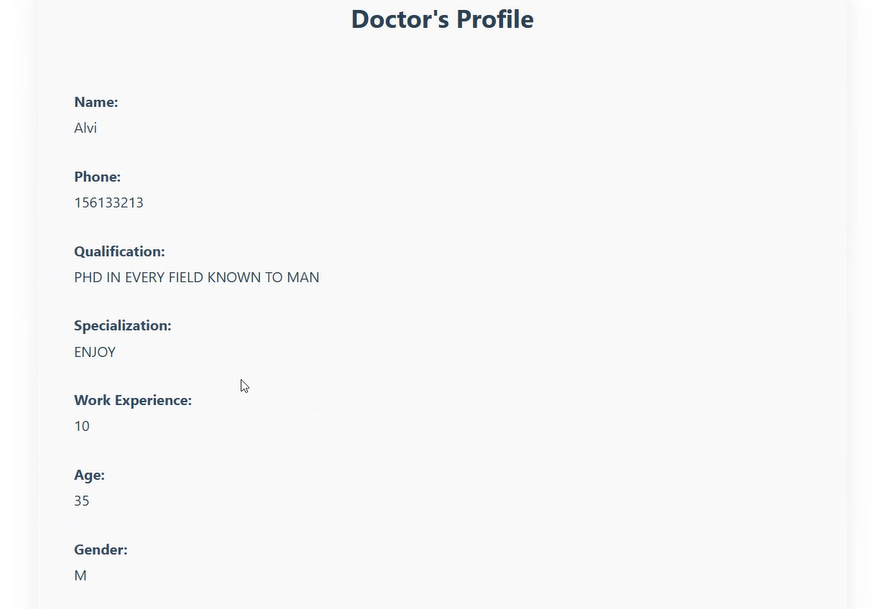 Doctor's Profile
Name:
Alvi
Phone:
156133213
Qualification:
PHD IN EVERY FIELD KNOWN TO MAN
Specialization:
ENJOY
Work Experience:
10
Age:
35
Gender:
M